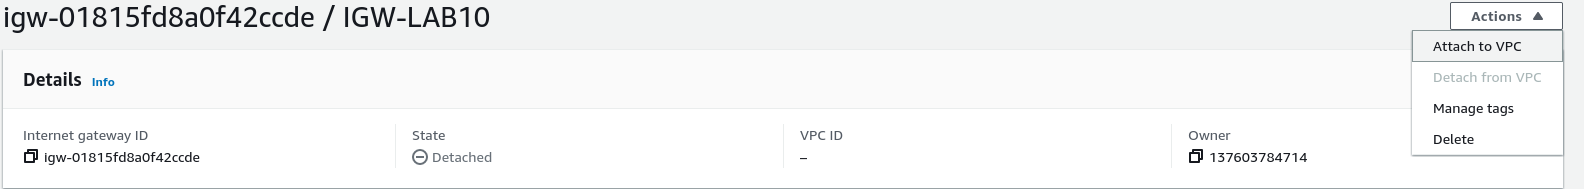 igw-01815fd8a0f42ccde / IGW-LAB10
Actions
Attach to VPC
Detach from VPC
Manage tags
Delete
Details Info
Internet gateway ID
igw-01815fd8a0f42ccde
State
Detached
VPC ID
–
Owner
137603784714